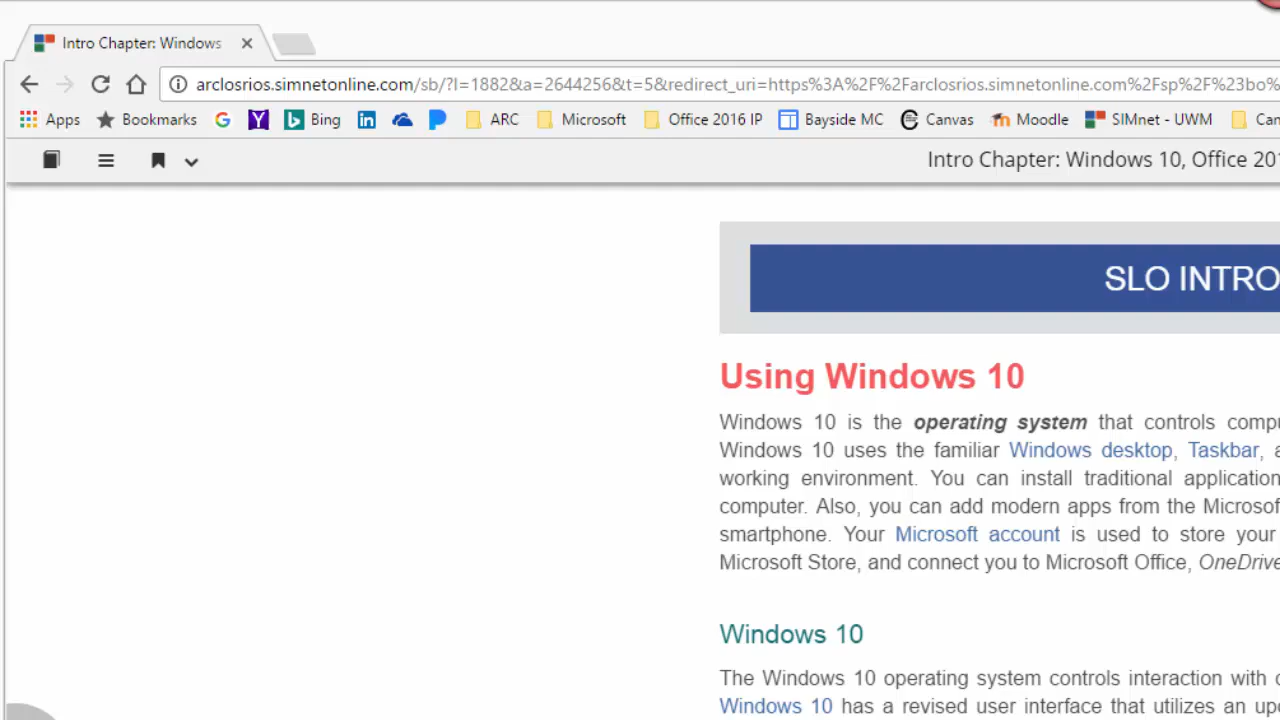 Intro Chapter: Windows
arclosrios.simnetonline.com/sb/?l=1882&a=2644256&t=5&redirect_uri=https%3A%2F%2Farclosrios.simnetonline.com%2Fsp%2F%23bo%
Apps Bookmarks Bing ARC Microsoft Office 2016 IP Bayside MC Canvas Moodle SIMnet - UWM Can
Intro Chapter: Windows 10, Office 201
SLO INTRO
Using Windows 10
Windows 10 is the operating system that controls compu
Windows 10 uses the familiar Windows desktop, Taskbar, a
working environment. You can install traditional application
computer. Also, you can add modern apps from the Microsof
smartphone. Your Microsoft account is used to store your
Microsoft Store, and connect you to Microsoft Office, OneDrive
Windows 10
The Windows 10 operating system controls interaction with c
Windows 10 has a revised user interface that utilizes an upd